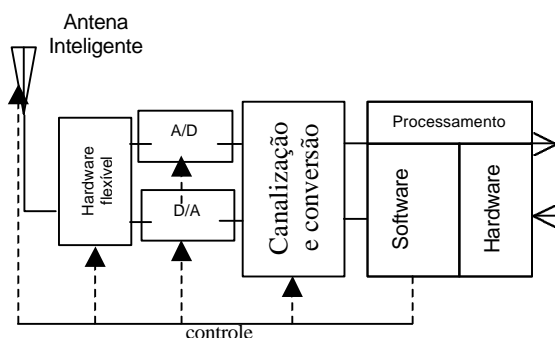 Antena
Inteligente
Hardware
flexível
A/D
D/A
Canalização
e conversão
Processamento
Software
Hardware
controle